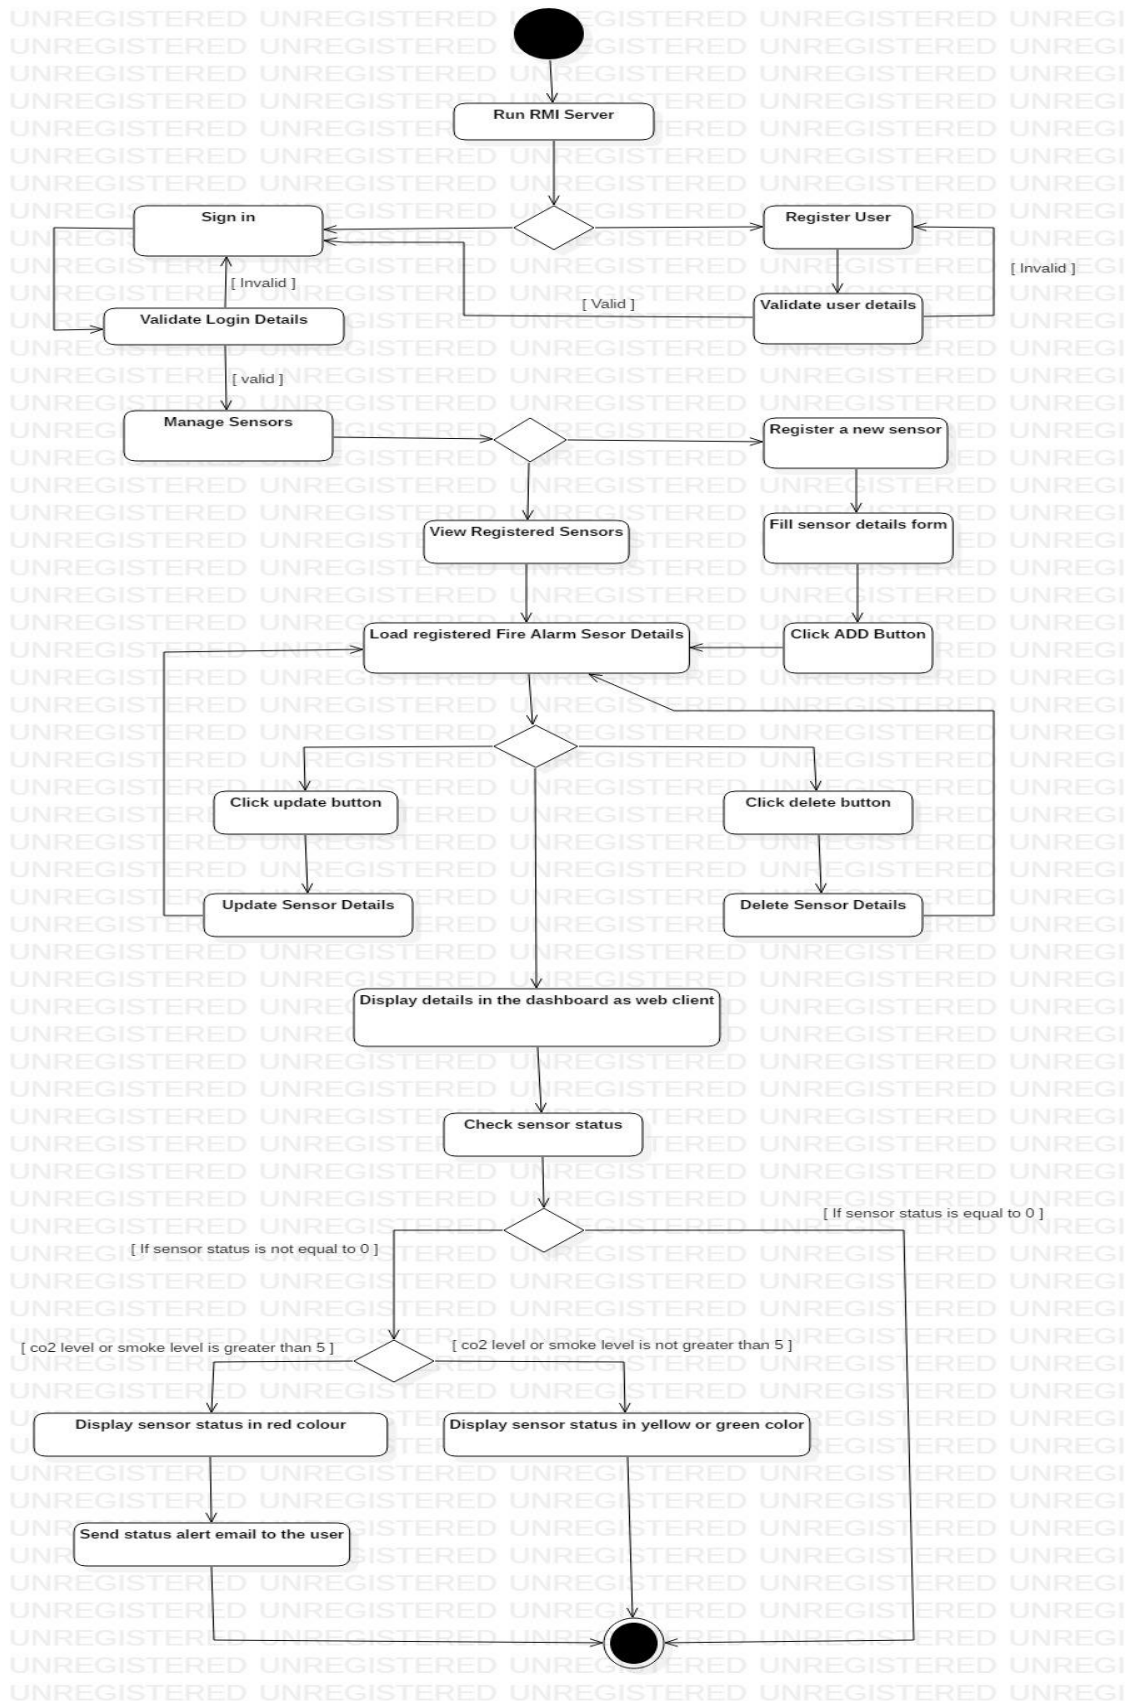 Run RMI Server
Sign in
Register User
[ Invalid ]
[ Invalid ]
[ Valid ]
Validate user details
Validate Login Details
[ valid ]
Manage Sensors
Register a new sensor
View Registered Sensors
Fill sensor details form
Load registered Fire Alarm Sesor Details
Click ADD Button
Click update button
Click delete button
Update Sensor Details
Delete Sensor Details
Display details in the dashboard as web client
Check sensor status
[ If sensor status is equal to 0 ]
[ If sensor status is not equal to 0 ]
[ co2 level or smoke level is greater than 5 ]
[ co2 level or smoke level is not greater than 5 ]
Display sensor status in red colour
Display sensor status in yellow or green color
Send status alert email to the user
UNREGISTERED